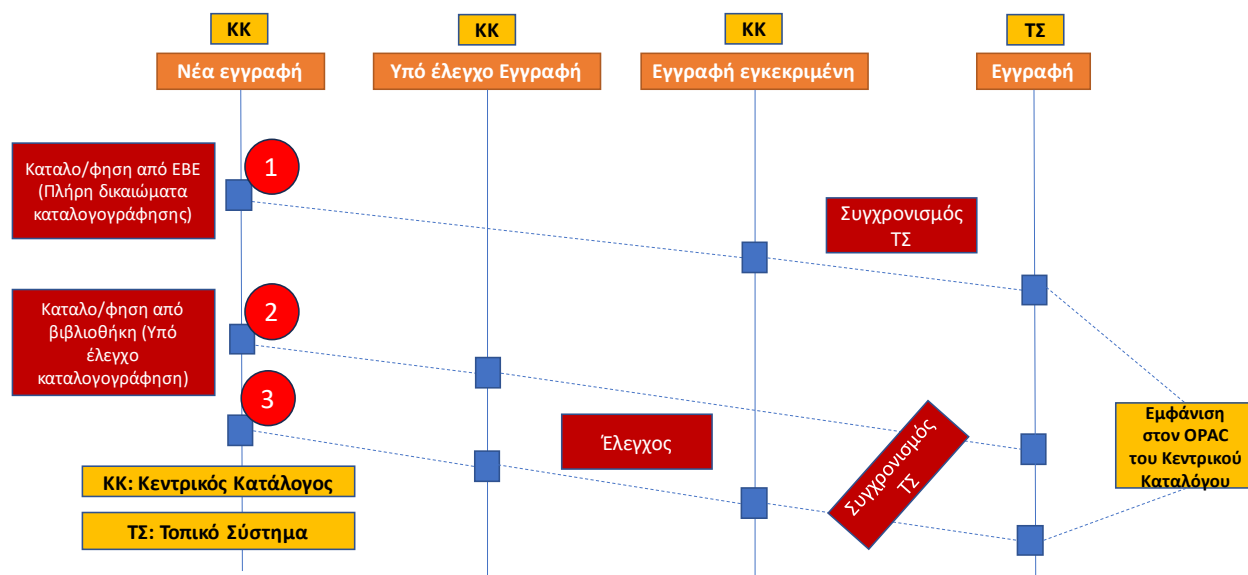 ΚΚ
ΚΚ
ΚΚ
ΤΣ
Νέα εγγραφή
Υπό έλεγχο Εγγραφή
Εγγραφή εγκεκριμένη
Εγγραφή
Καταλο/φηση από ΕΒΕ
(Πλήρη δικαιώματα
καταλογογράφησης)
1
Συγχρονισμός
ΤΣ
Καταλο/φηση από
βιβλιοθήκη (Υπό
έλεγχο
καταλογογράφηση)
2
3
Έλεγχος
Συγχρονισμός
ΤΣ
Εμφάνιση
στον OPAC
του Κεντρικού
Καταλόγου
ΚΚ: Κεντρικός Κατάλογος
ΤΣ: Τοπικό Σύστημα